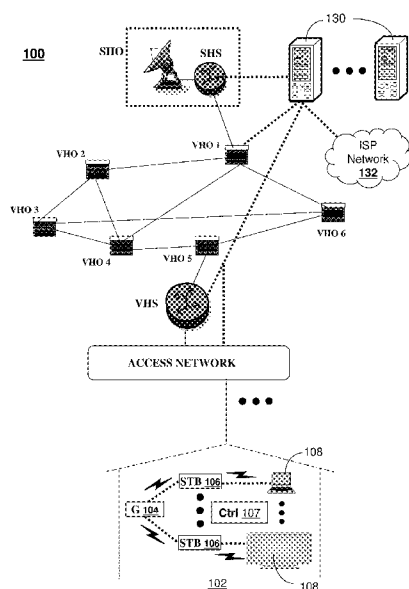 130
100
SHO
SHS
ISP
Network
132
VHO 1
VHO 2
VHO 3
VHO 4
VHO 5
VHO 6
VHS
ACCESS NETWORK
108
STB 106
G 104
Ctrl 107
STB 106
102
108